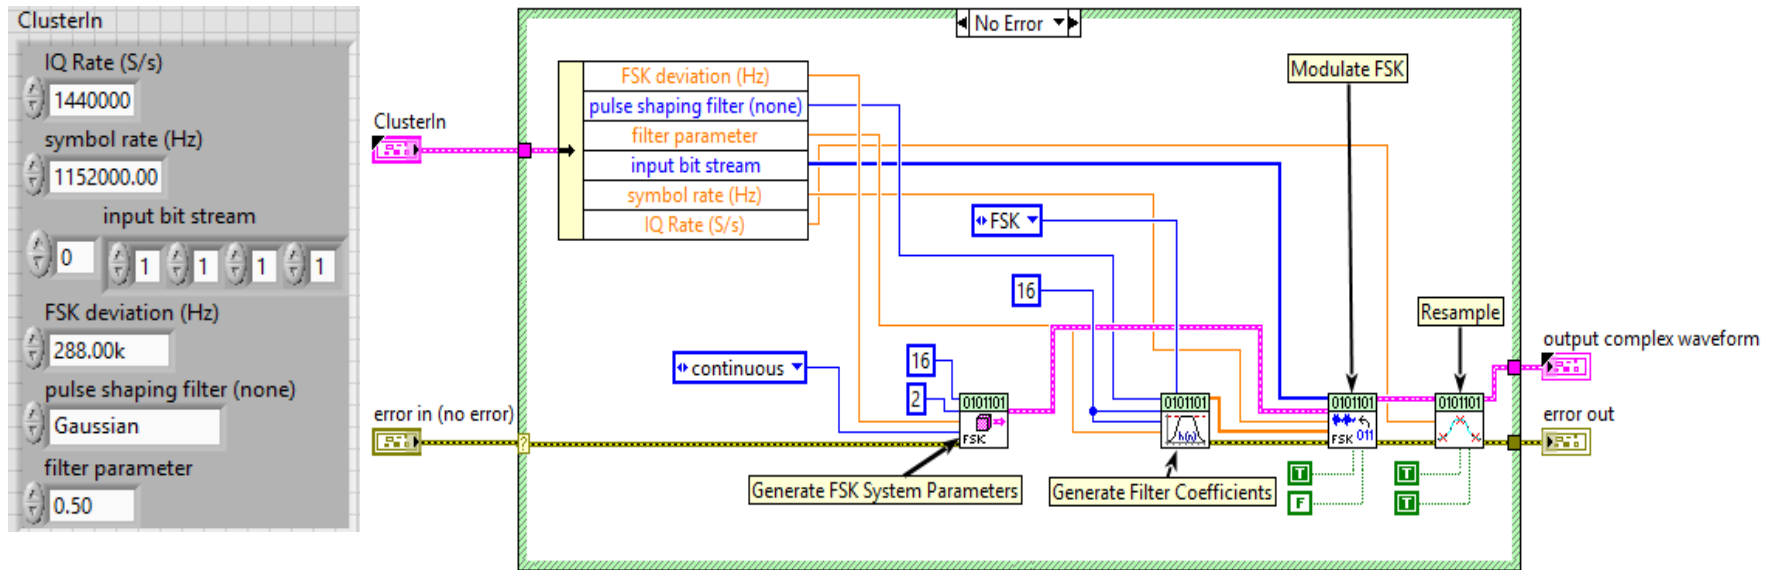 ClusterIn
IQ Rate (S/s)
1440000
symbol rate (Hz)
1152000.00
input bit stream
0 1 1 1 1
FSK deviation (Hz)
288.00k
pulse shaping filter (none)
Gaussian
filter parameter
0.50
ClusterIn
error in (no error)
No Error
FSK deviation (Hz)
pulse shaping filter (none)
filter parameter
input bit stream
symbol rate (Hz)
IQ Rate (S/s)
Modulate FSK
FSK
16
Resample
continuous
16
2
0101101
FSK
0101101
h(n)
0101101
FSK 011
0101101
?
Generate FSK System Parameters
Generate Filter Coefficients
T
F
T
T
output complex waveform
error out